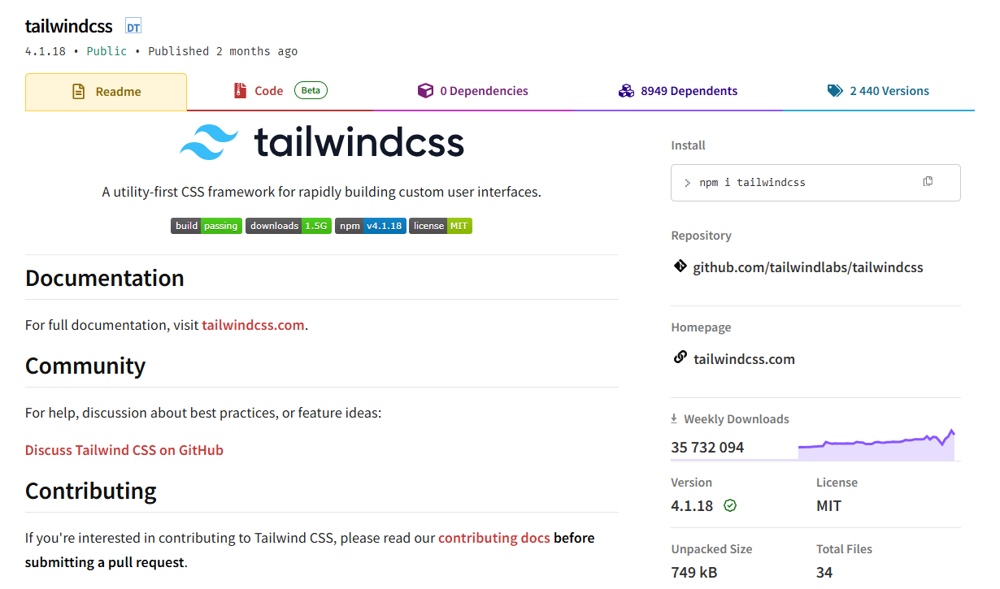 tailwindcss DT
4.1.18 • Public • Published 2 months ago
Readme
Code Beta
0 Dependencies
8949 Dependents
2 440 Versions
tailwindcss
A utility-first CSS framework for rapidly building custom user interfaces.
build passing downloads 1.5G npm v4.1.18 license MIT
Documentation
For full documentation, visit tailwindcss.com.
Community
For help, discussion about best practices, or feature ideas:
Discuss Tailwind CSS on GitHub
Contributing
If you're interested in contributing to Tailwind CSS, please read our contributing docs before
submitting a pull request.
Install
npm i tailwindcss
Repository
github.com/tailwindlabs/tailwindcss
Homepage
tailwindcss.com
Weekly Downloads
35 732 094
Version
4.1.18
License
MIT
Unpacked Size
749 kB
Total Files
34